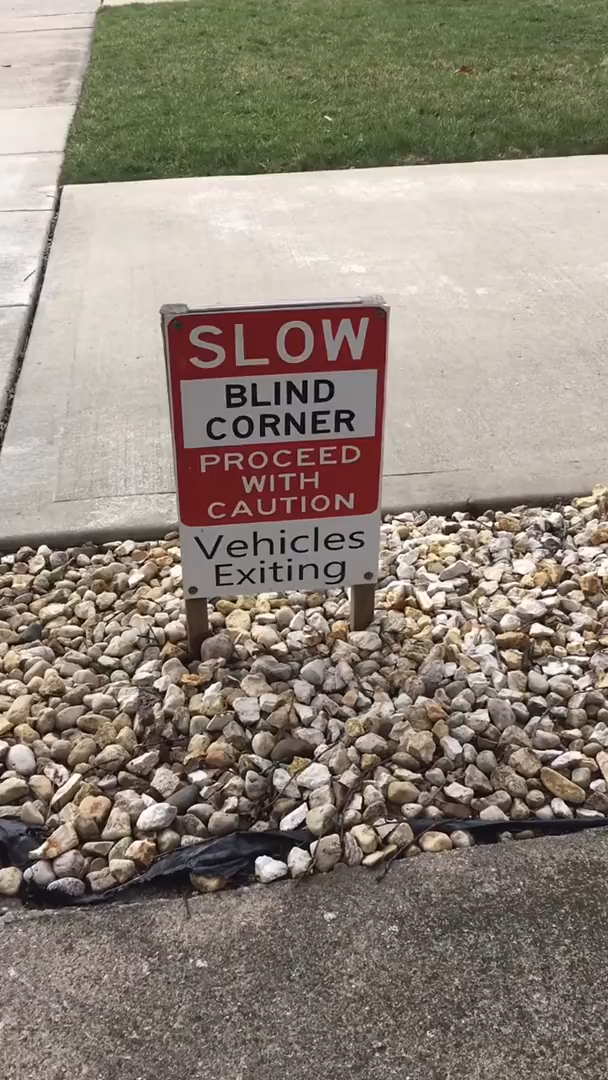 SLOW
BLIND
CORNER
PROCEED
WITH
CAUTION
Vehicles
Exiting